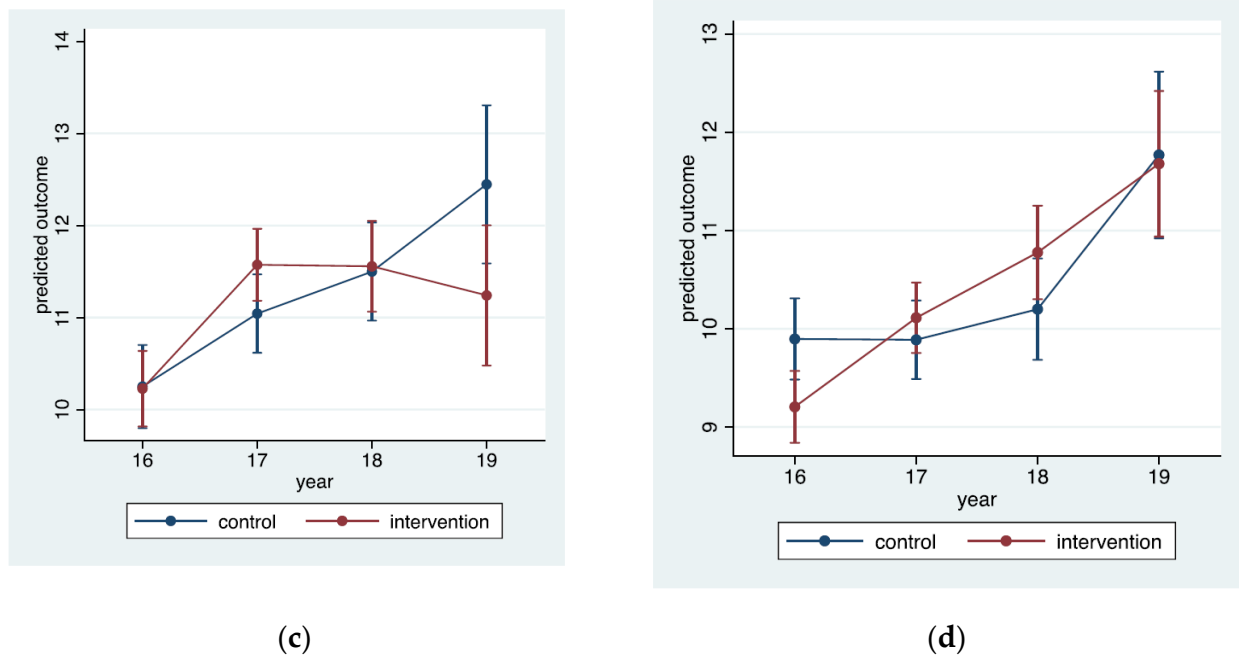 14
13
12
11
10
predicted outcome
16 17 18 19
year
control intervention
(c)
13
12
11
10
9
predicted outcome
16 17 18 19
year
control intervention
(d)